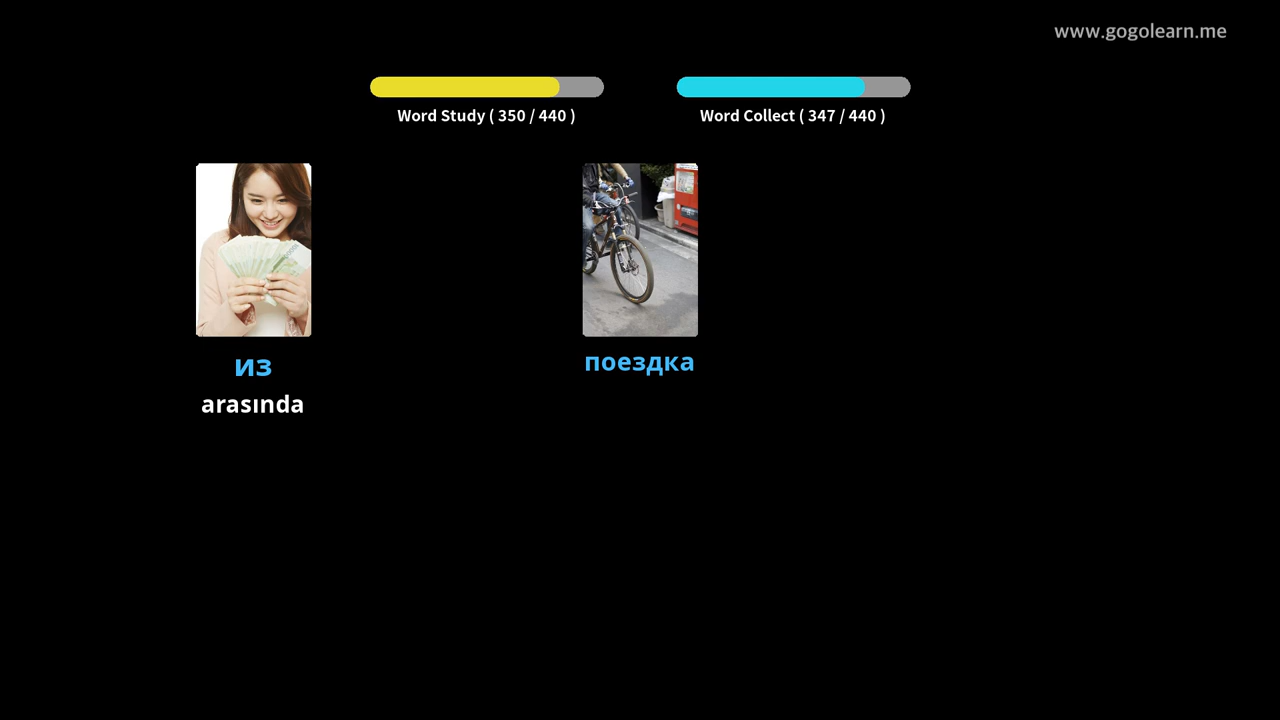 www.gogolearn.me
Word Study ( 350 / 440 )
Word Collect ( 347 / 440 )
из
arasında
поездка